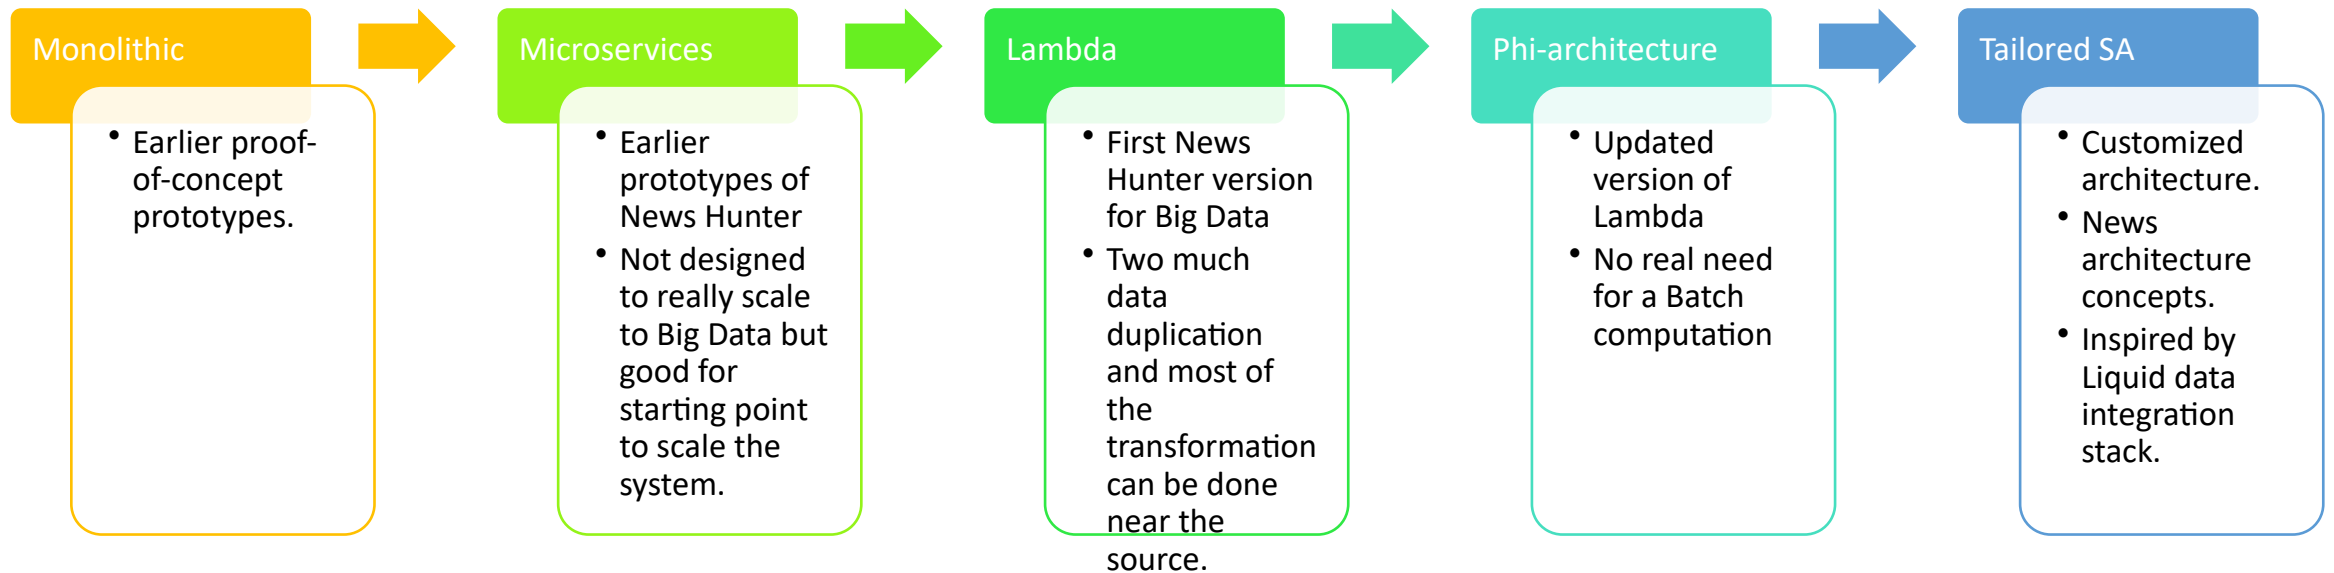 Monolithic
• Earlier proof-
of-concept
prototypes.
Microservices
• Earlier
prototypes of
News Hunter
• Not designed
to really scale
to Big Data but
good for
starting point
to scale the
system.
Lambda
• First News
Hunter version
for Big Data
• Two much
data
duplication
and most of
the
transformation
can be done
near the
source.
Phi-architecture
• Updated
version of
Lambda
• No real need
for a Batch
computation
Tailored SA
• Customized
architecture.
• News
architecture
concepts.
• Inspired by
Liquid data
integration
stack.